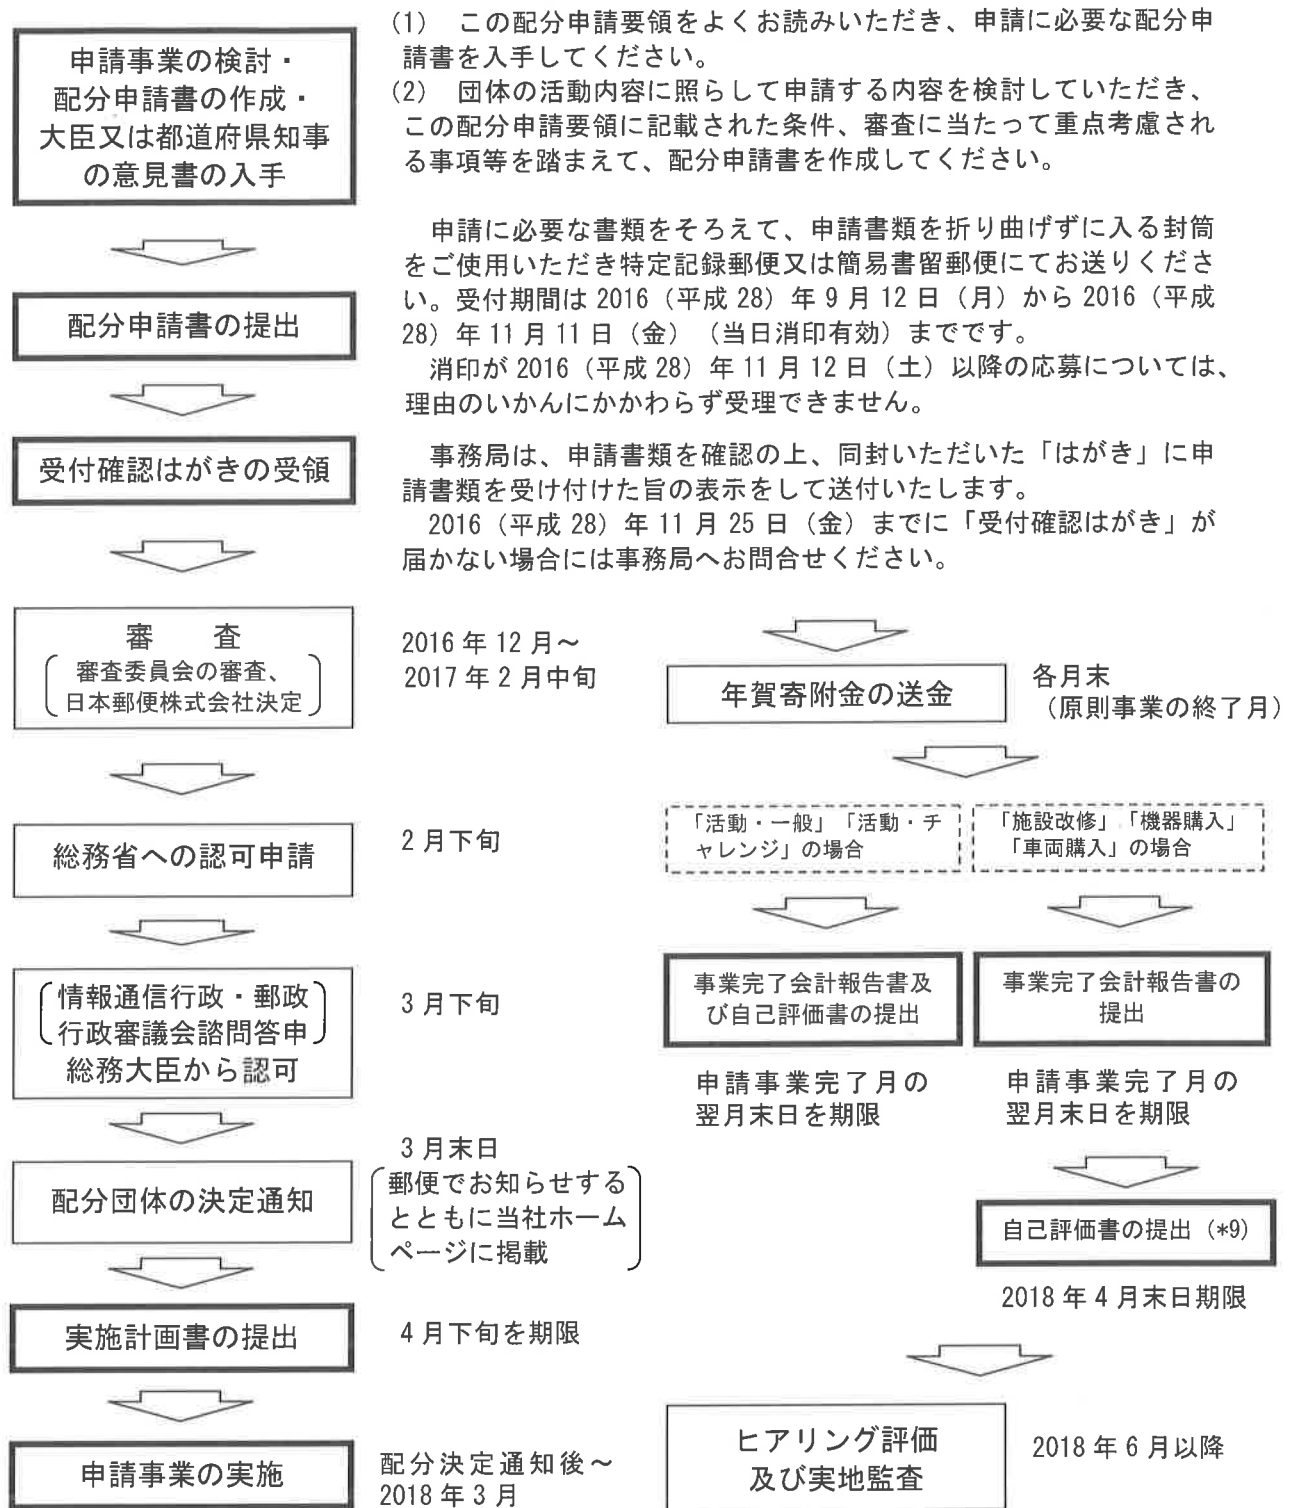 申請事業の検討・
配分申請書の作成・
大臣又は都道府県知事
の意見書の入手
(1) この配分申請要領をよくお読みいただき、申請に必要な配分申
請書を入手してください。
(2) 団体の活動内容に照らして申請する内容を検討していただき、
この配分申請要領に記載された条件、審査に当たって重点考慮され
る事項等を踏まえて、配分申請書を作成してください。
配分申請書の提出
申請に必要な書類をそろえて、申請書類を折り曲げずに入る封筒
をご使用いただき特定記録郵便又は簡易書留郵便にてお送りくださ
い。受付期間は 2016（平成 28）年 9 月 12 日（月）から 2016（平成
28）年 11 月 11 日（金）（当日消印有効）までです。
消印が 2016（平成 28）年 11 月 12 日（土）以降の応募については、
理由のいかんにかかわらず受理できません。
受付確認はがきの受領
事務局は、申請書類を確認の上、同封いただいた「はがき」に申
請書類を受け付けた旨の表示をして送付いたします。
2016（平成 28）年 11 月 25 日（金）までに「受付確認はがき」が
届かない場合には事務局へお問合せください。
審　査
審査委員会の審査、
日本郵便株式会社決定
2016 年 12 月～
2017 年 2 月中旬
総務省への認可申請
2 月下旬
情報通信行政・郵政
行政審議会諮問答申
総務大臣から認可
3 月下旬
配分団体の決定通知
3 月末日
郵便でお知らせする
とともに当社ホーム
ページに掲載
実施計画書の提出
4 月下旬を期限
申請事業の実施
配分決定通知後～
2018 年 3 月
年賀寄附金の送金
各月末
（原則事業の終了月）
「活動・一般」「活動・チ
ャレンジ」の場合
「施設改修」「機器購入」
「車両購入」の場合
事業完了会計報告書及
び自己評価書の提出
事業完了会計報告書の
提出
申請事業完了月の
翌月末日を期限
申請事業完了月の
翌月末日を期限
自己評価書の提出（*9）
2018 年 4 月末日期限
ヒアリング評価
及び実地監査
2018 年 6 月以降